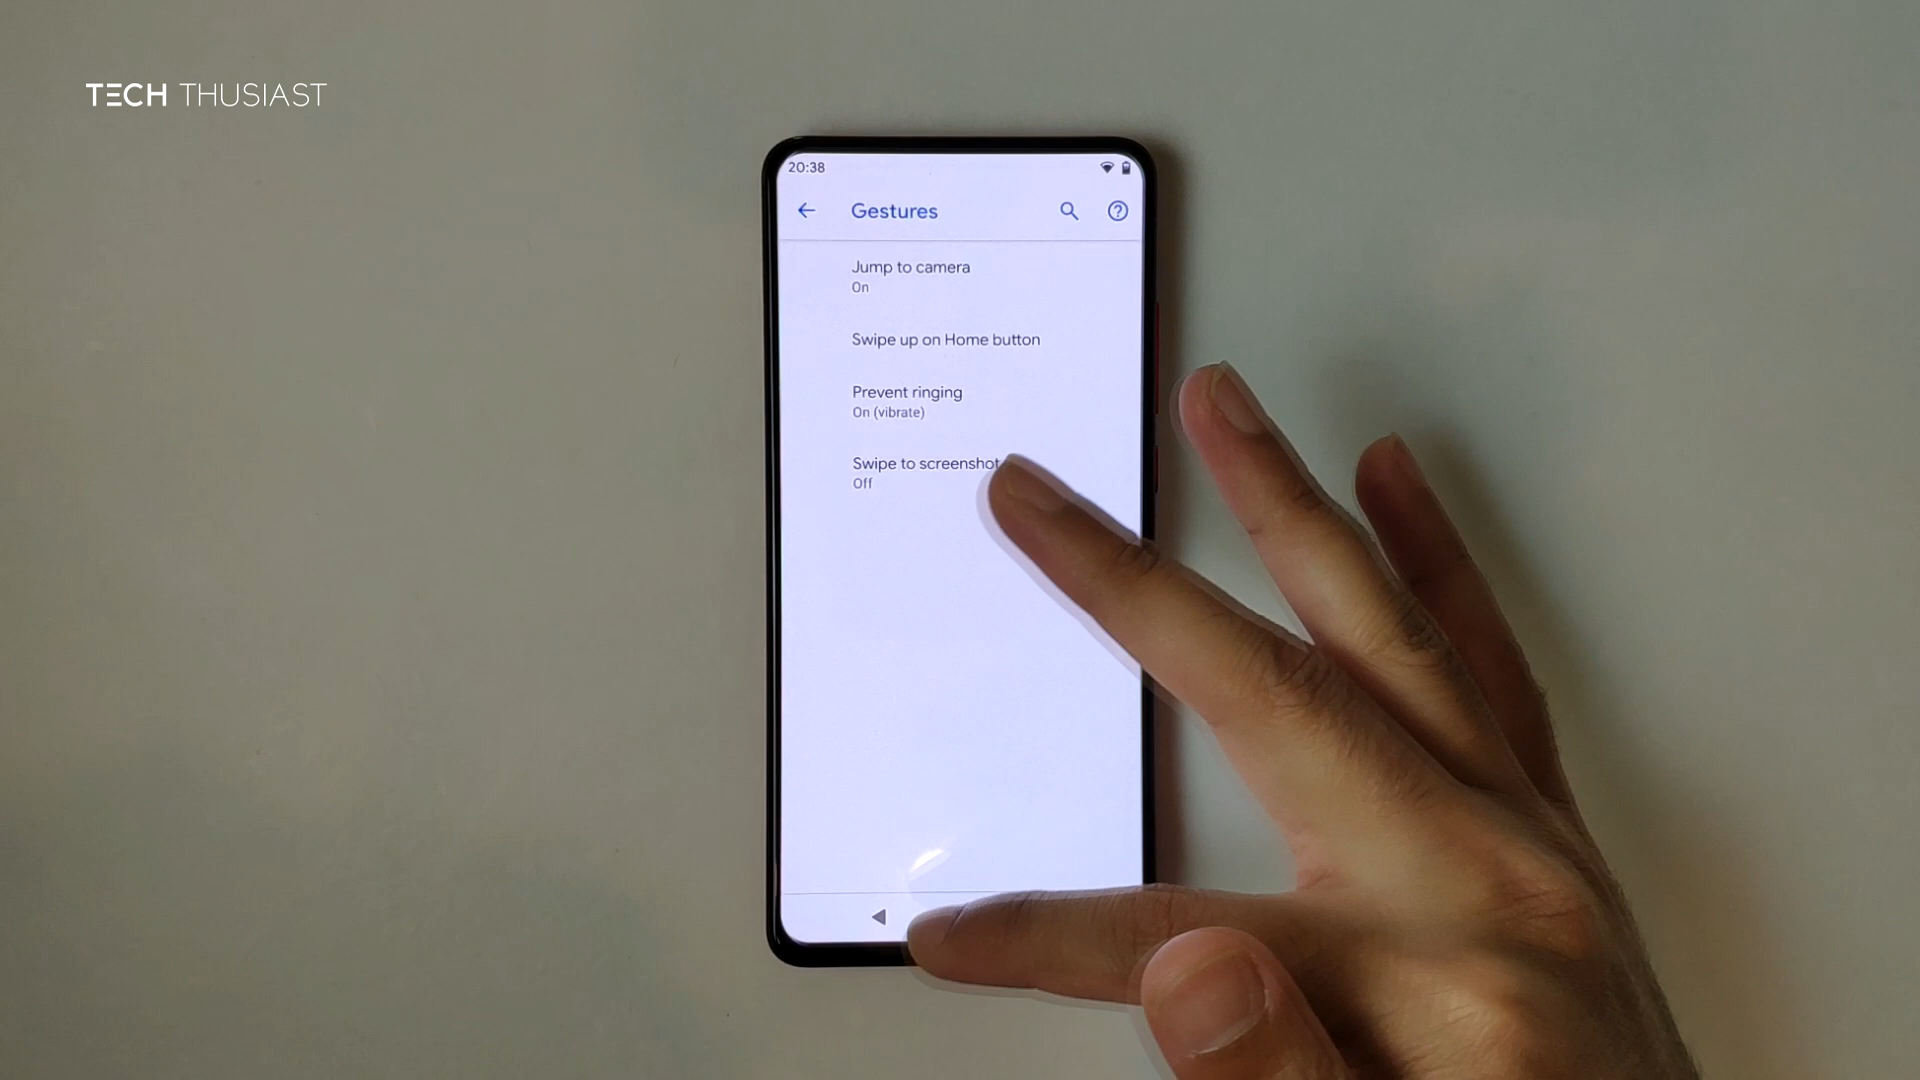 TECH THUSIAST
20:38
Gestures
Jump to camera
On
Swipe up on Home button
Prevent ringing
On (vibrate)
Swipe to screenshot
Off